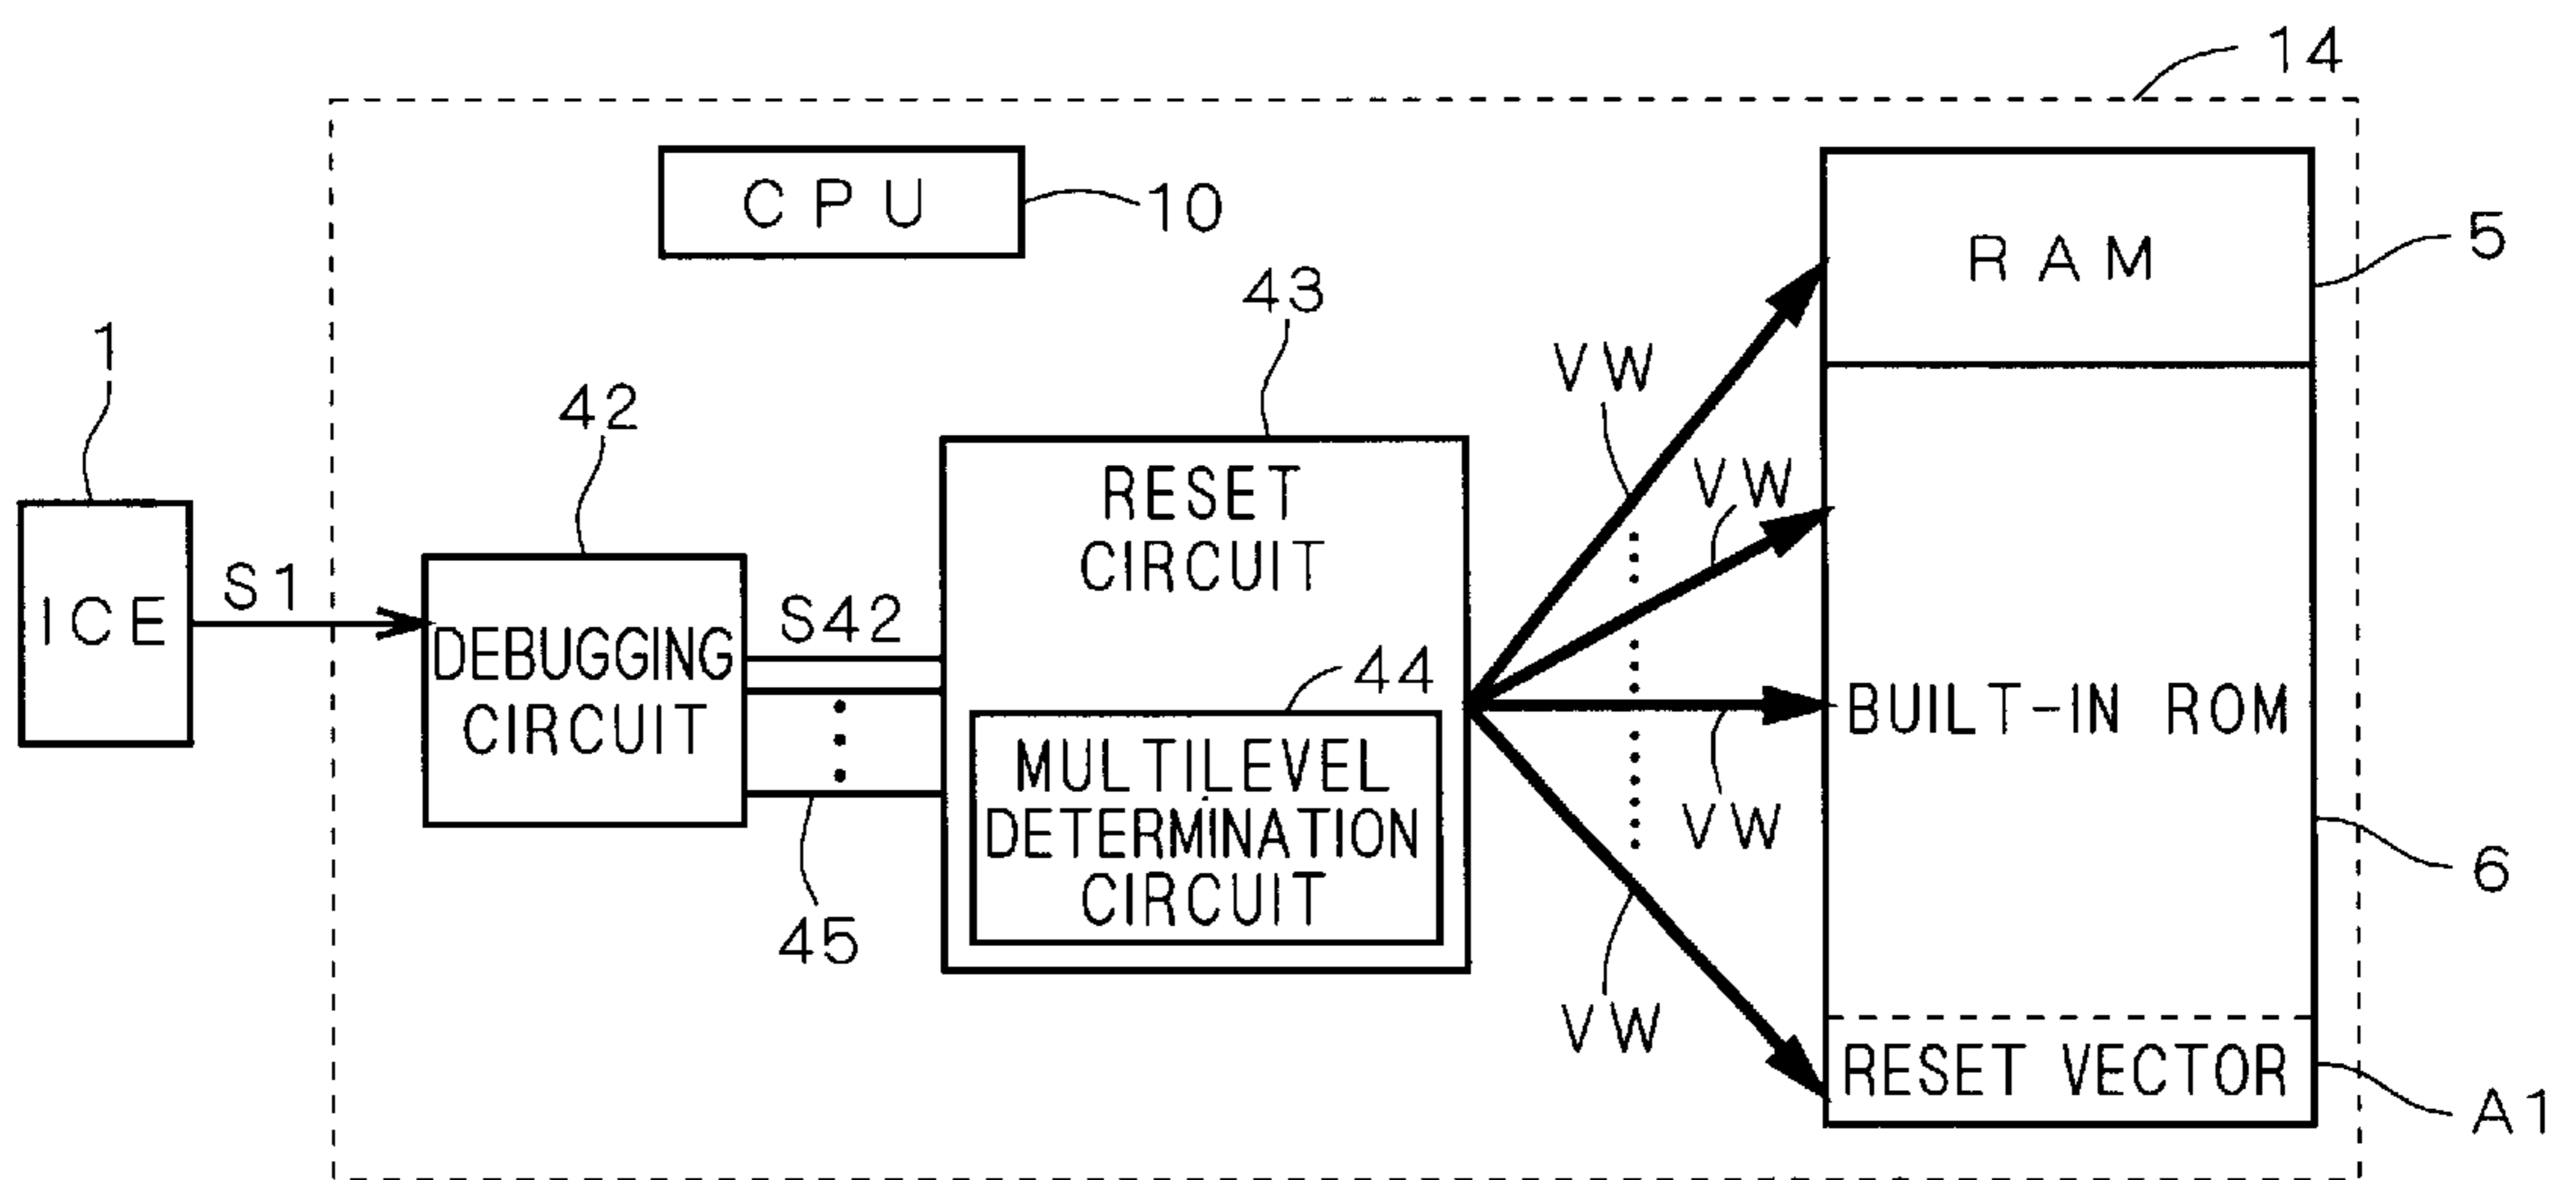 14
CPU
10
RAM
5
43
1
42
VW
RESET
CIRCUIT
VW
ICE
S1
DEBUGGING
CIRCUIT
S42
44
BUILT-IN ROM
MULTILEVEL
DETERMINATION
CIRCUIT
VW
6
45
VW
RESET VECTOR
A1